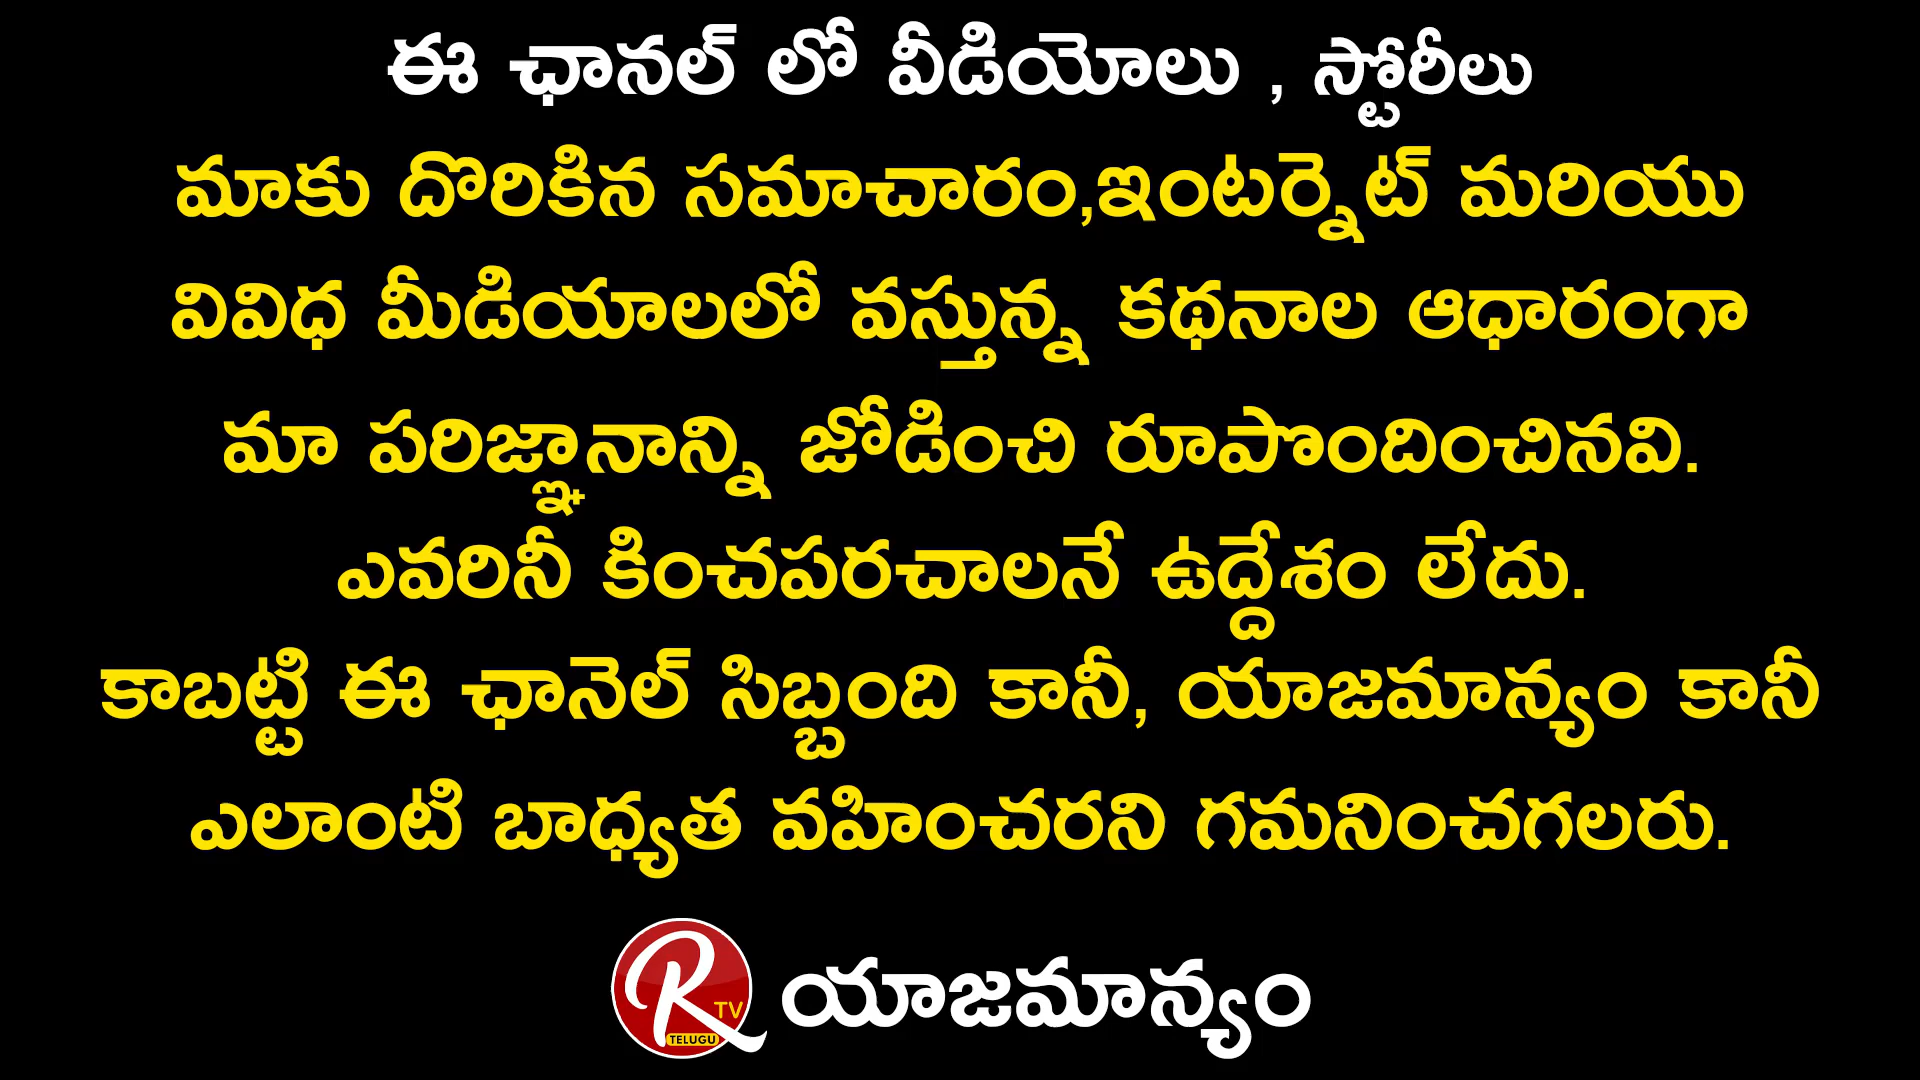 ఈ ఛానల్ లో వీడియోలు , స్టోరీలు
మాకు దొరికిన సమాచారం,ఇంటర్నెట్ మరియు
వివిధ మీడియాలలో వస్తున్న కథనాల ఆధారంగా
మా పరిజ్ఞానాన్ని జోడించి రూపొందించినవి.
ఎవరినీ కించపరచాలనే ఉద్దేశం లేదు.
కాబట్టి ఈ ఛానెల్ సిబ్బంది కానీ, యాజమాన్యం కానీ
ఎలాంటి బాధ్యత వహించరని గమనించగలరు.
R TV TELUGU యాజమాన్యం